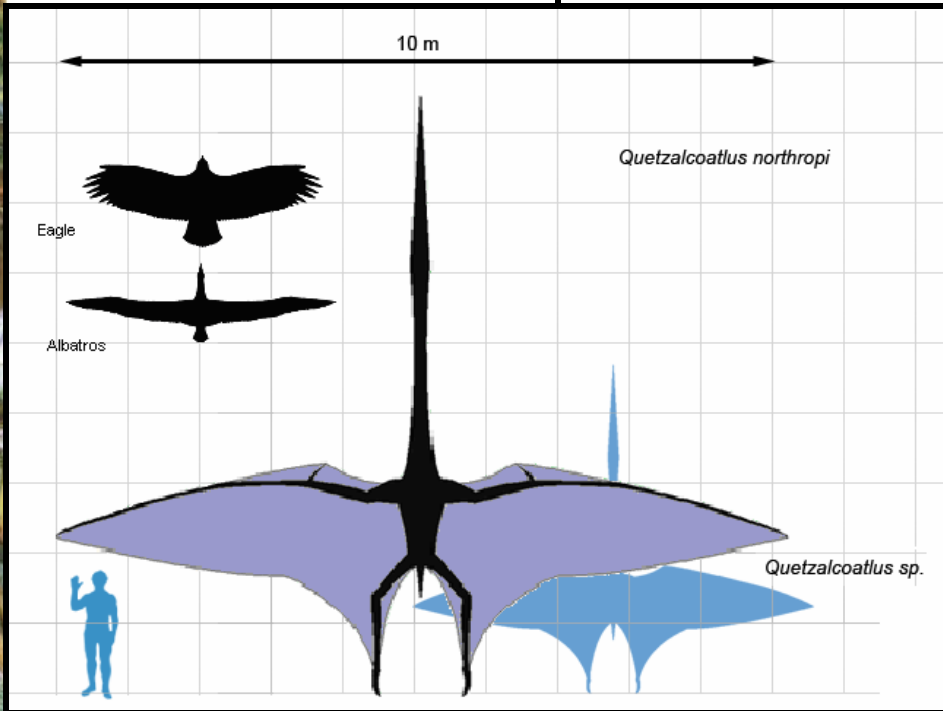 10 m
Quetzalcoatlus northropi
Eagle
Albatros
Quetzalcoatlus sp.